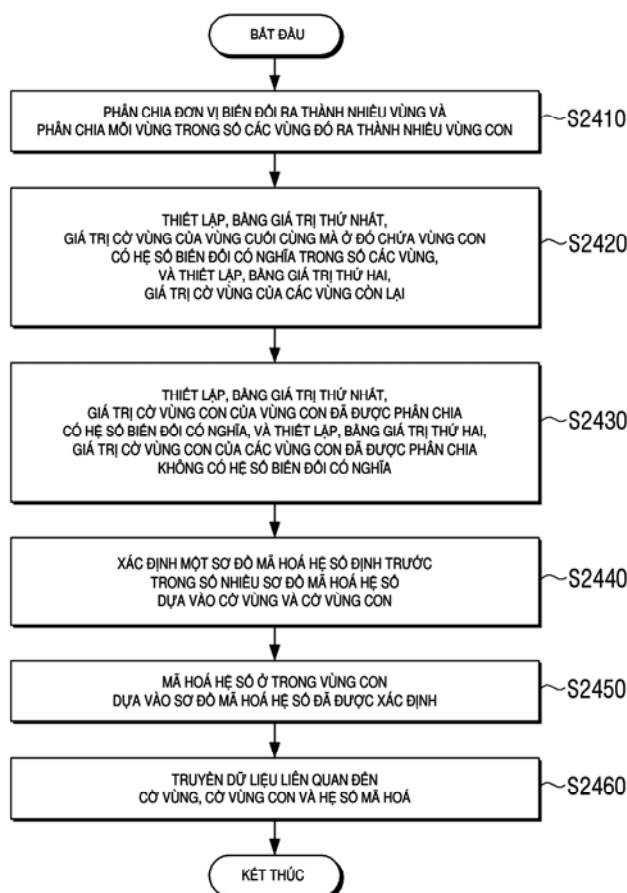 BẮT ĐẦU
PHÂN CHIA ĐƠN VỊ BIẾN ĐỔI RA THÀNH NHIỀU VÙNG VÀ
PHÂN CHIA MỖI VÙNG TRONG SỐ CÁC VÙNG ĐÓ RA THÀNH NHIỀU VÙNG CON
S2410
THIẾT LẬP, BẰNG GIÁ TRỊ THỨ NHẤT,
GIÁ TRỊ CỜ VÙNG CỦA VÙNG CUỐI CÙNG MÀ Ở ĐÓ CHỨA VÙNG CON
CÓ HỆ SỐ BIẾN ĐỔI CÓ NGHĨA TRONG SỐ CÁC VÙNG,
VÀ THIẾT LẬP, BẰNG GIÁ TRỊ THỨ HAI,
GIÁ TRỊ CỜ VÙNG CỦA CÁC VÙNG CÒN LẠI
S2420
THIẾT LẬP, BẰNG GIÁ TRỊ THỨ NHẤT,
GIÁ TRỊ CỜ VÙNG CON CỦA VÙNG CON ĐÃ ĐƯỢC PHÂN CHIA
CÓ HỆ SỐ BIẾN ĐỔI CÓ NGHĨA, VÀ THIẾT LẬP, BẰNG GIÁ TRỊ THỨ HAI,
GIÁ TRỊ CỜ VÙNG CON CỦA CÁC VÙNG CON ĐÃ ĐƯỢC PHÂN CHIA
KHÔNG CÓ HỆ SỐ BIẾN ĐỔI CÓ NGHĨA
S2430
XÁC ĐỊNH MỘT SƠ ĐỒ MÃ HOÁ HỆ SỐ ĐỊNH TRƯỚC
TRONG SỐ NHIỀU SƠ ĐỒ MÃ HOÁ HỆ SỐ
DỰA VÀO CỜ VÙNG VÀ CỜ VÙNG CON
S2440
MÃ HOÁ HỆ SỐ Ở TRONG VÙNG CON
DỰA VÀO SƠ ĐỒ MÃ HOÁ HỆ SỐ ĐÃ ĐƯỢC XÁC ĐỊNH
S2450
TRUYỀN DỮ LIỆU LIÊN QUAN ĐẾN
CỜ VÙNG, CỜ VÙNG CON VÀ HỆ SỐ MÃ HOÁ
S2460
KẾT THÚC